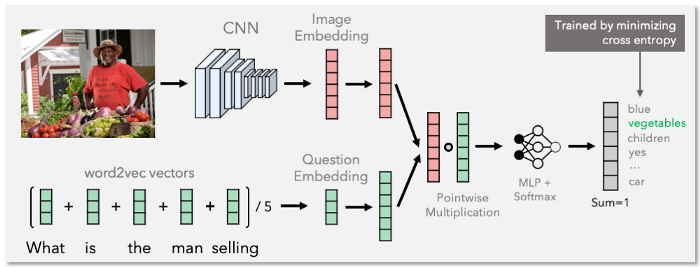 CNN
Image
Embedding
Trained by minimizing
cross entropy
blue
vegetables
children
yes
...
car
Sum=1
MLP +
Softmax
Pointwise
Multiplication
word2vec vectors
Question
Embedding
+ + + + / 5
What is the man selling